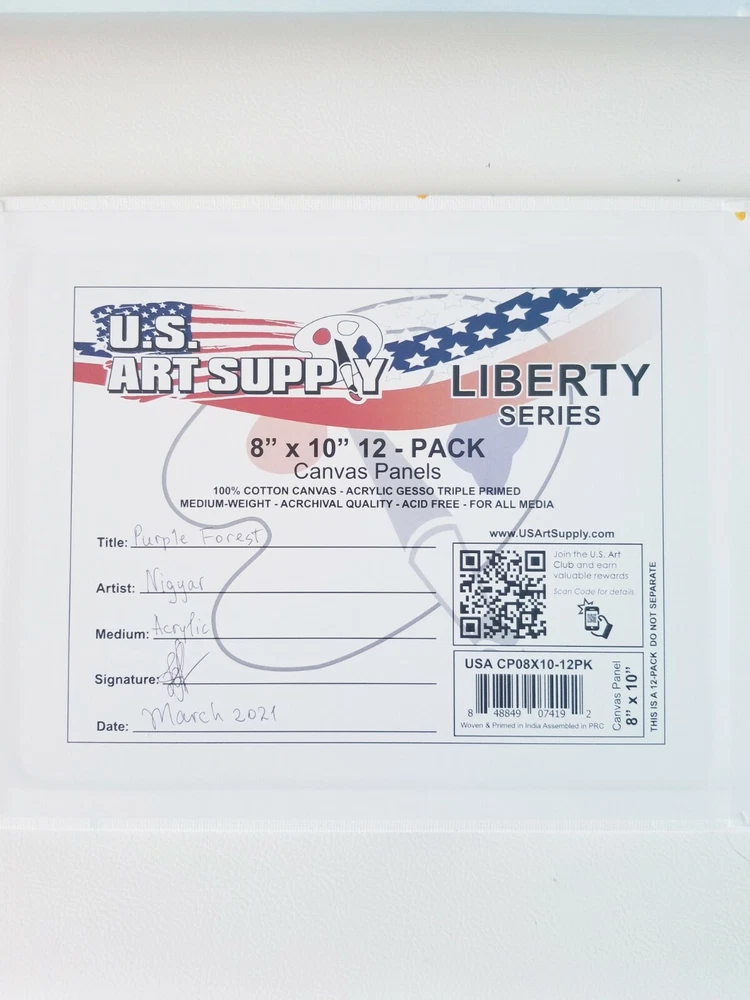 U.S.
ART SUPPLY
LIBERTY
SERIES
8” x 10” 12 - PACK
Canvas Panels
100% COTTON CANVAS - ACRYLIC GESSO TRIPLE PRIMED
MEDIUM-WEIGHT - ACRCHIVAL QUALITY - ACID FREE - FOR ALL MEDIA
Title: Purple Forest
Artist: Niggar
Medium: Acrylic
Signature:
Date: March 2021
www.USArtSupply.com
Join the U.S. Art
Club and earn
valuable rewards
Scan Code for details
USA CP08X10-12PK
8 48849 07419 2
Woven & Primed in India Assembled in PRC
Canvas Panel
8” x 10”
THIS IS A 12-PACK DO NOT SEPARATE